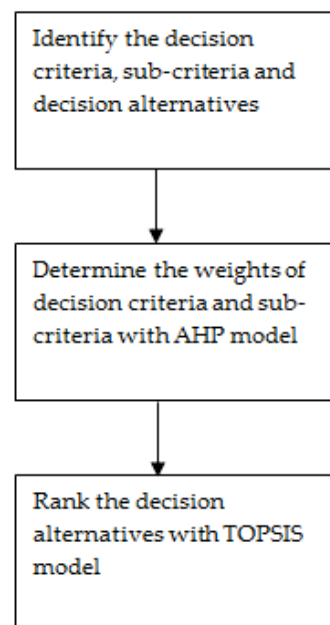 Identify the decision
criteria, sub-criteria and
decision alternatives
Determine the weights of
decision criteria and sub-
criteria with AHP model
Rank the decision
alternatives with TOPSIS
model